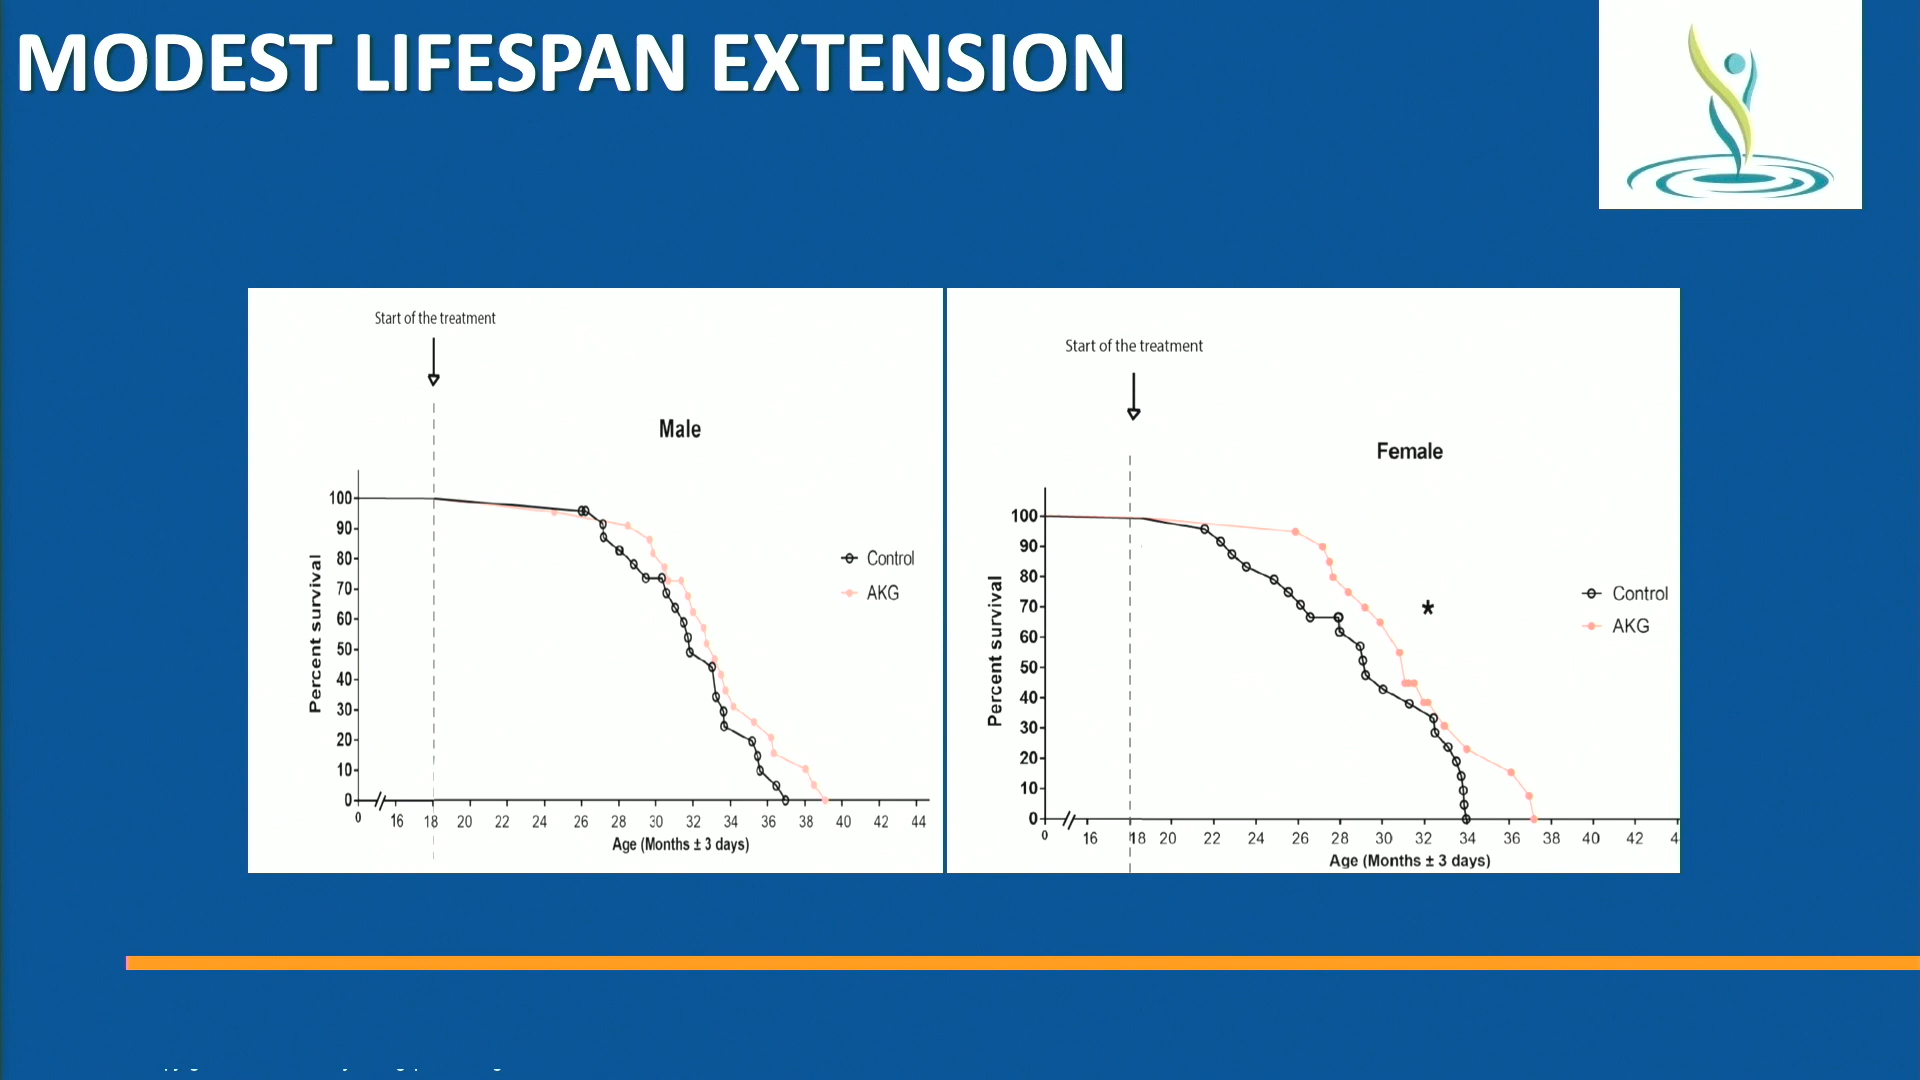 MODEST LIFESPAN EXTENSION
Start of the treatment
Male
100
90
80
70
60
50
40
30
20
10
0
Percent survival
Control
AKG
0 16 18 20 22 24 26 28 30 32 34 36 38 40 42 44
Age (Months ± 3 days)
Start of the treatment
Female
100
90
80
70
60
50
40
30
20
10
0
Percent survival
*
Control
AKG
0 16 18 20 22 24 26 28 30 32 34 36 38 40 42 4
Age (Months ± 3 days)